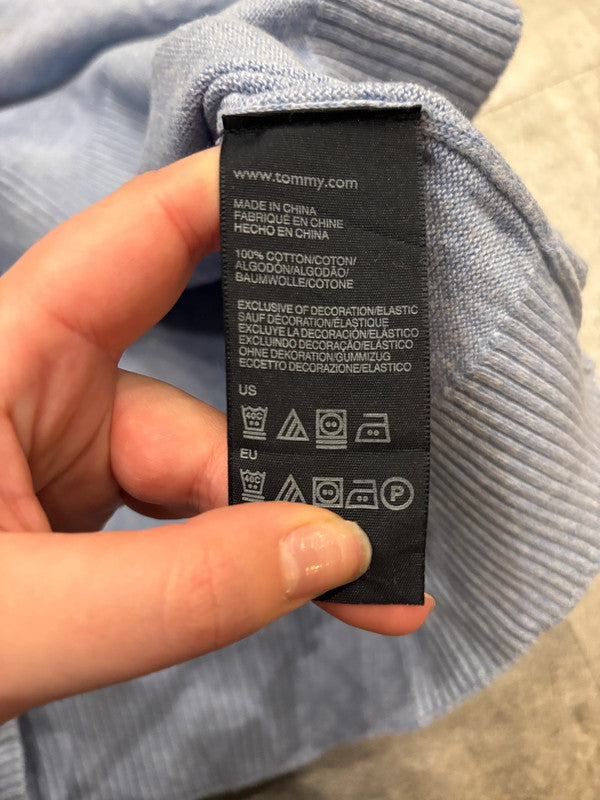 www.tommy.com
MADE IN CHINA
FABRIQUÉ EN CHINE
HECHO EN CHINA
100% COTTON/COTON/
ALGODÓN/ALGODÃO/
BAUMWOLLE/COTONE
EXCLUSIVE OF DECORATION/ELASTIC
SAUF DÉCORATION/ÉLASTIQUE
EXCLUYE LA DECORACIÓN/ELÁSTICO
EXCLUINDO DECORAÇÃO/ELÁSTICO
OHNE DEKORATION/GUMMIZUG
ECCETTO DECORAZIONE/ELASTICO
US
40C
EU
40C P